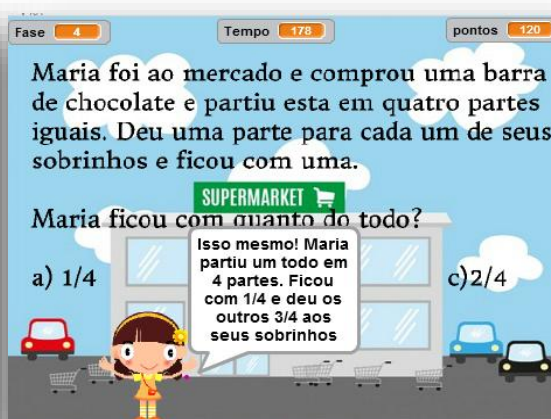 Fase 4 Tempo 178 pontos 120
Maria foi ao mercado e comprou uma barra
de chocolate e partiu esta em quatro partes
iguais. Deu uma parte para cada um de seus
sobrinhos e ficou com uma.
SUPERMARKET
Maria ficou com quanto do todo?
a) 1/4
c)2/4
Isso mesmo! Maria
partiu um todo em
4 partes. Ficou
com 1/4 e deu os
outros 3/4 aos
seus sobrinhos